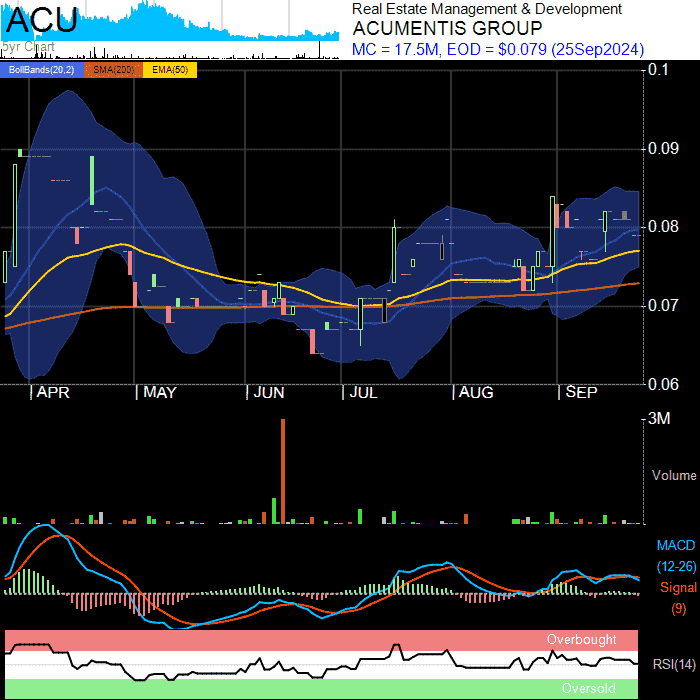 ACU
5yr Chart
Real Estate Management & Development
ACUMENTIS GROUP
MC = 17.5M, EOD = $0.079 (25Sep2024)
BollBands(20,2) SMA(200) EMA(50)
0.1
0.09
0.08
0.07
0.06
APR MAY JUN JUL AUG SEP
3M
Volume
MACD
(12-26)
Signal
(9)
Overbought
RSI(14)
Oversold